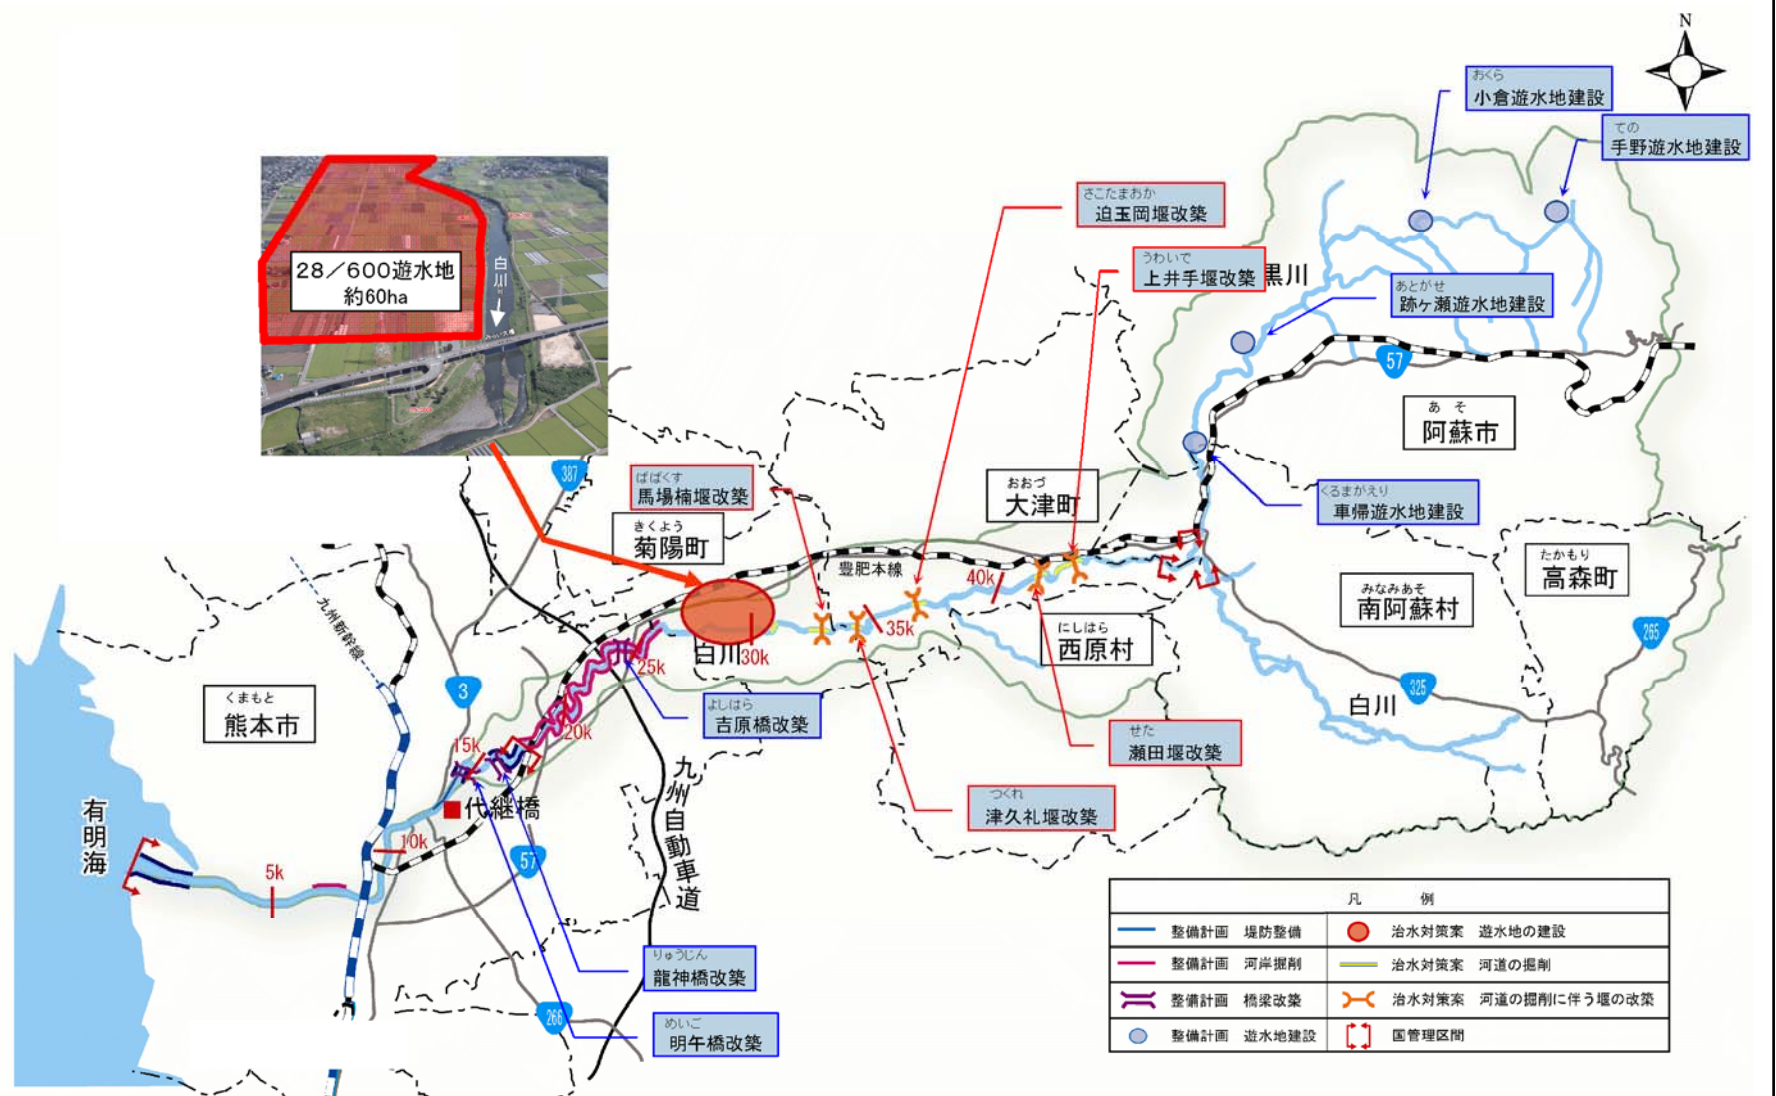 N
おぐら
小倉遊水地建設
ての
手野遊水地建設
さこたまおか
迫玉岡堰改築
うわいで
上井手堰改築
黒川
あとがせ
跡ヶ瀬遊水地建設
28／600遊水地
約60ha
白川
57
あそ
阿蘇市
387
ばばくす
馬場楠堰改築
おおづ
大津町
くるまがえり
車帰遊水地建設
きくよう
菊陽町
豊肥本線
40k
たかもり
高森町
みなみあそ
南阿蘇村
九州新幹線
35k
にしはら
西原村
265
白川
30k
25k
くまもと
熊本市
3
よしはら
吉原橋改築
325
白川
20k
15k
せた
瀬田堰改築
九州自動車道
つくれ
津久礼堰改築
代継橋
有明海
10k
57
5k
りゅうじん
龍神橋改築
266
めいご
明午橋改築
凡 例
整備計画 堤防整備
治水対策案 遊水地の建設
整備計画 河岸掘削
治水対策案 河道の掘削
整備計画 橋梁改築
治水対策案 河道の掘削に伴う堰の改築
整備計画 遊水地建設
国管理区間